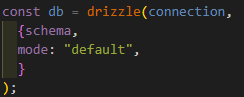 const db = drizzle(connection,
{schema,
mode: "default",
}
);